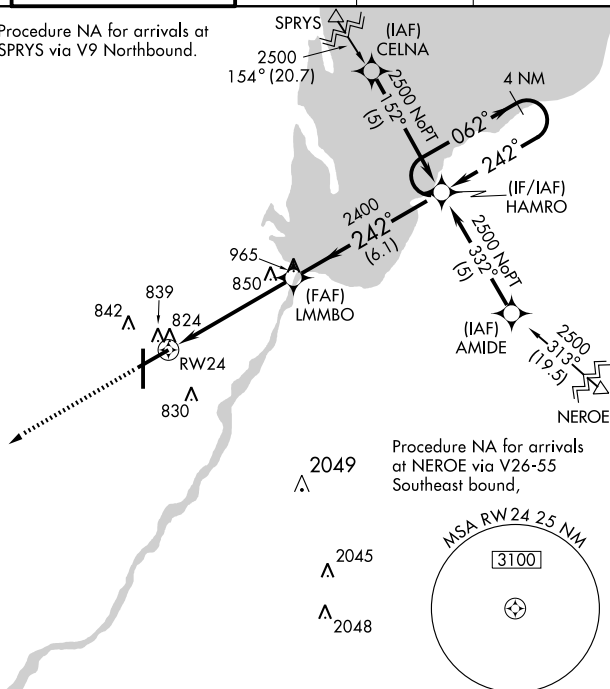 Procedure NA for arrivals at
SPRYS via V9 Northbound.
SPRYS
2500
154° (20.7)
(IAF)
CELNA
2500 NoPT
152°
(5)
4 NM
062°
242°
(IF/IAF)
HAMRO
2400
242°
(6.1)
965
850
(FAF)
LMMBO
2500 NoPT
332°
(5)
842
839
824
RW24
830
(IAF)
AMIDE
2500
313°
(19.5)
NEROE
Procedure NA for arrivals
at NEROE via V26-55
Southeast bound,
2049
2045
2048
MSA RW24 25 NM
3100